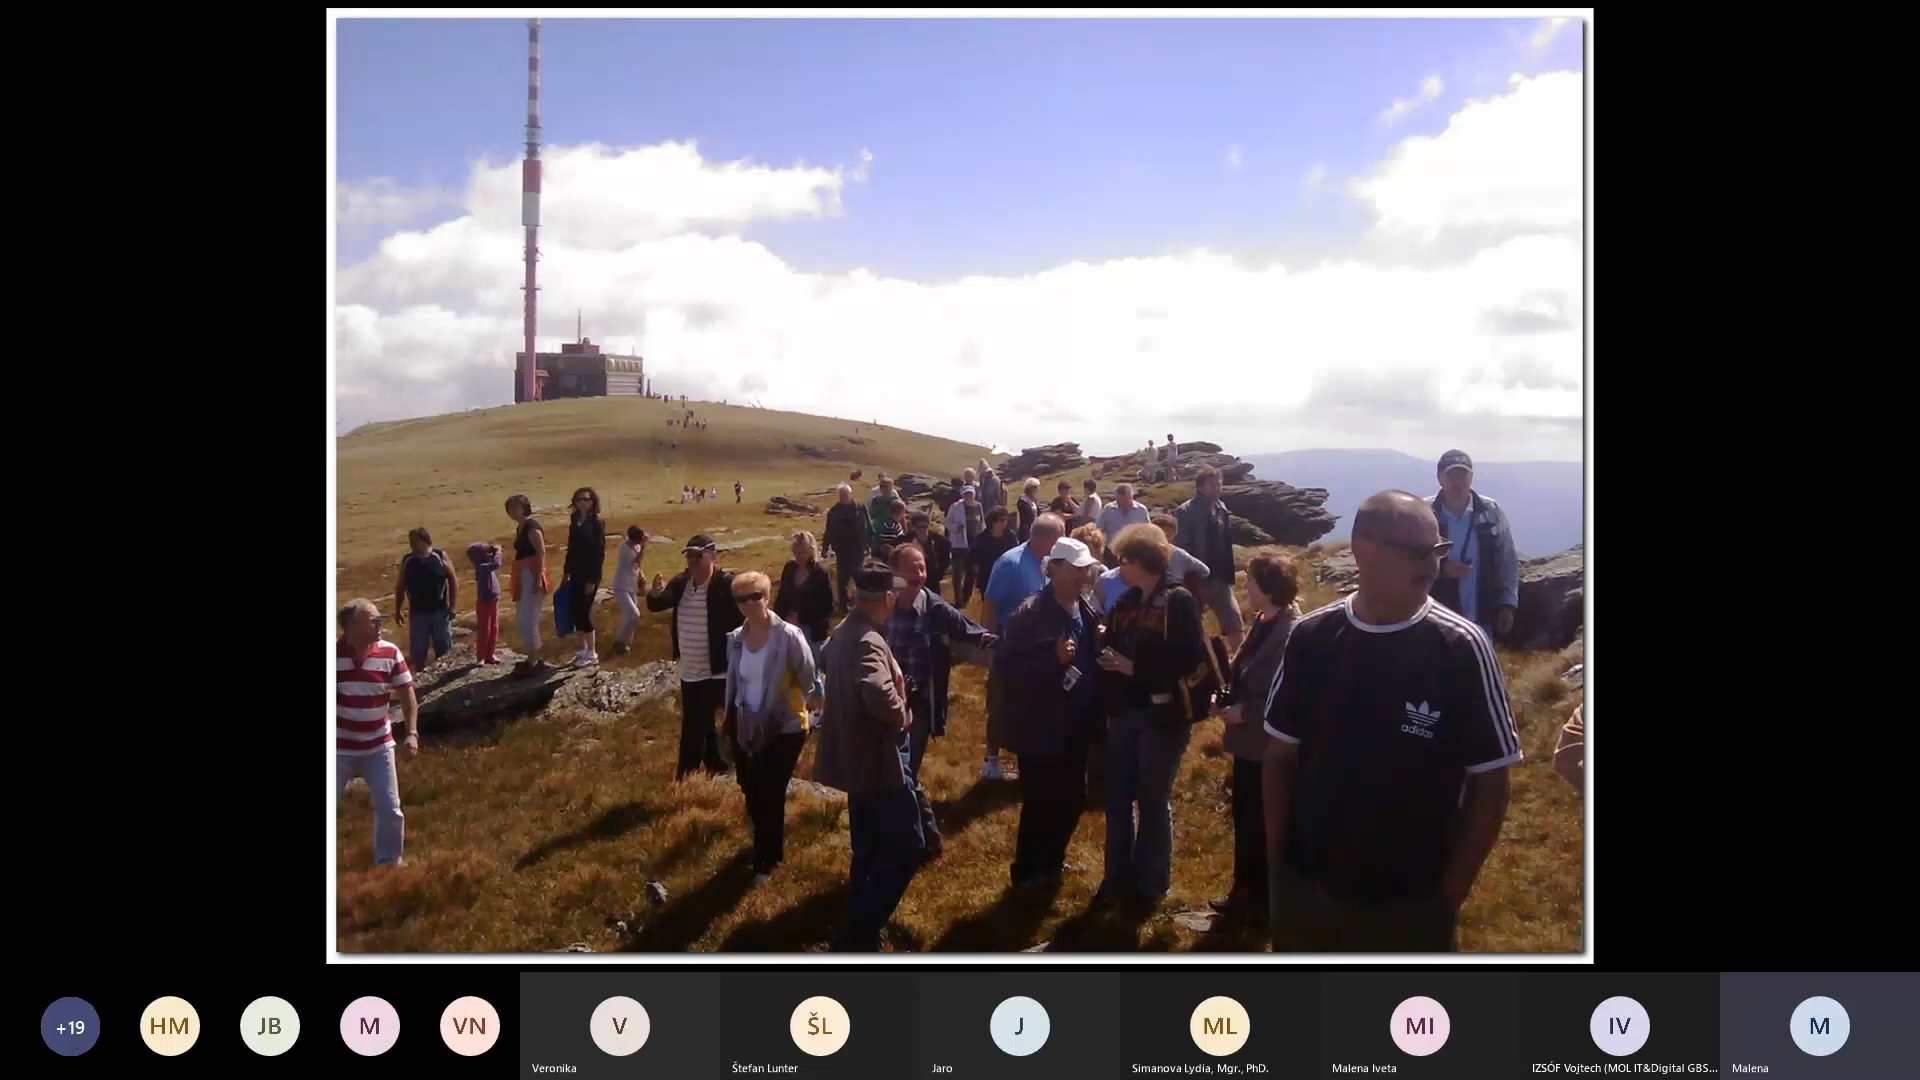 adidas
+19
HM
JB
M
VN
V
Veronika
ŠL
Štefan Lunter
J
Jaro
ML
Simanova Lydia, Mgr., PhD.
MI
Malena Iveta
IV
IZSÓF Vojtech (MOL IT&Digital GBS...
M
Malena